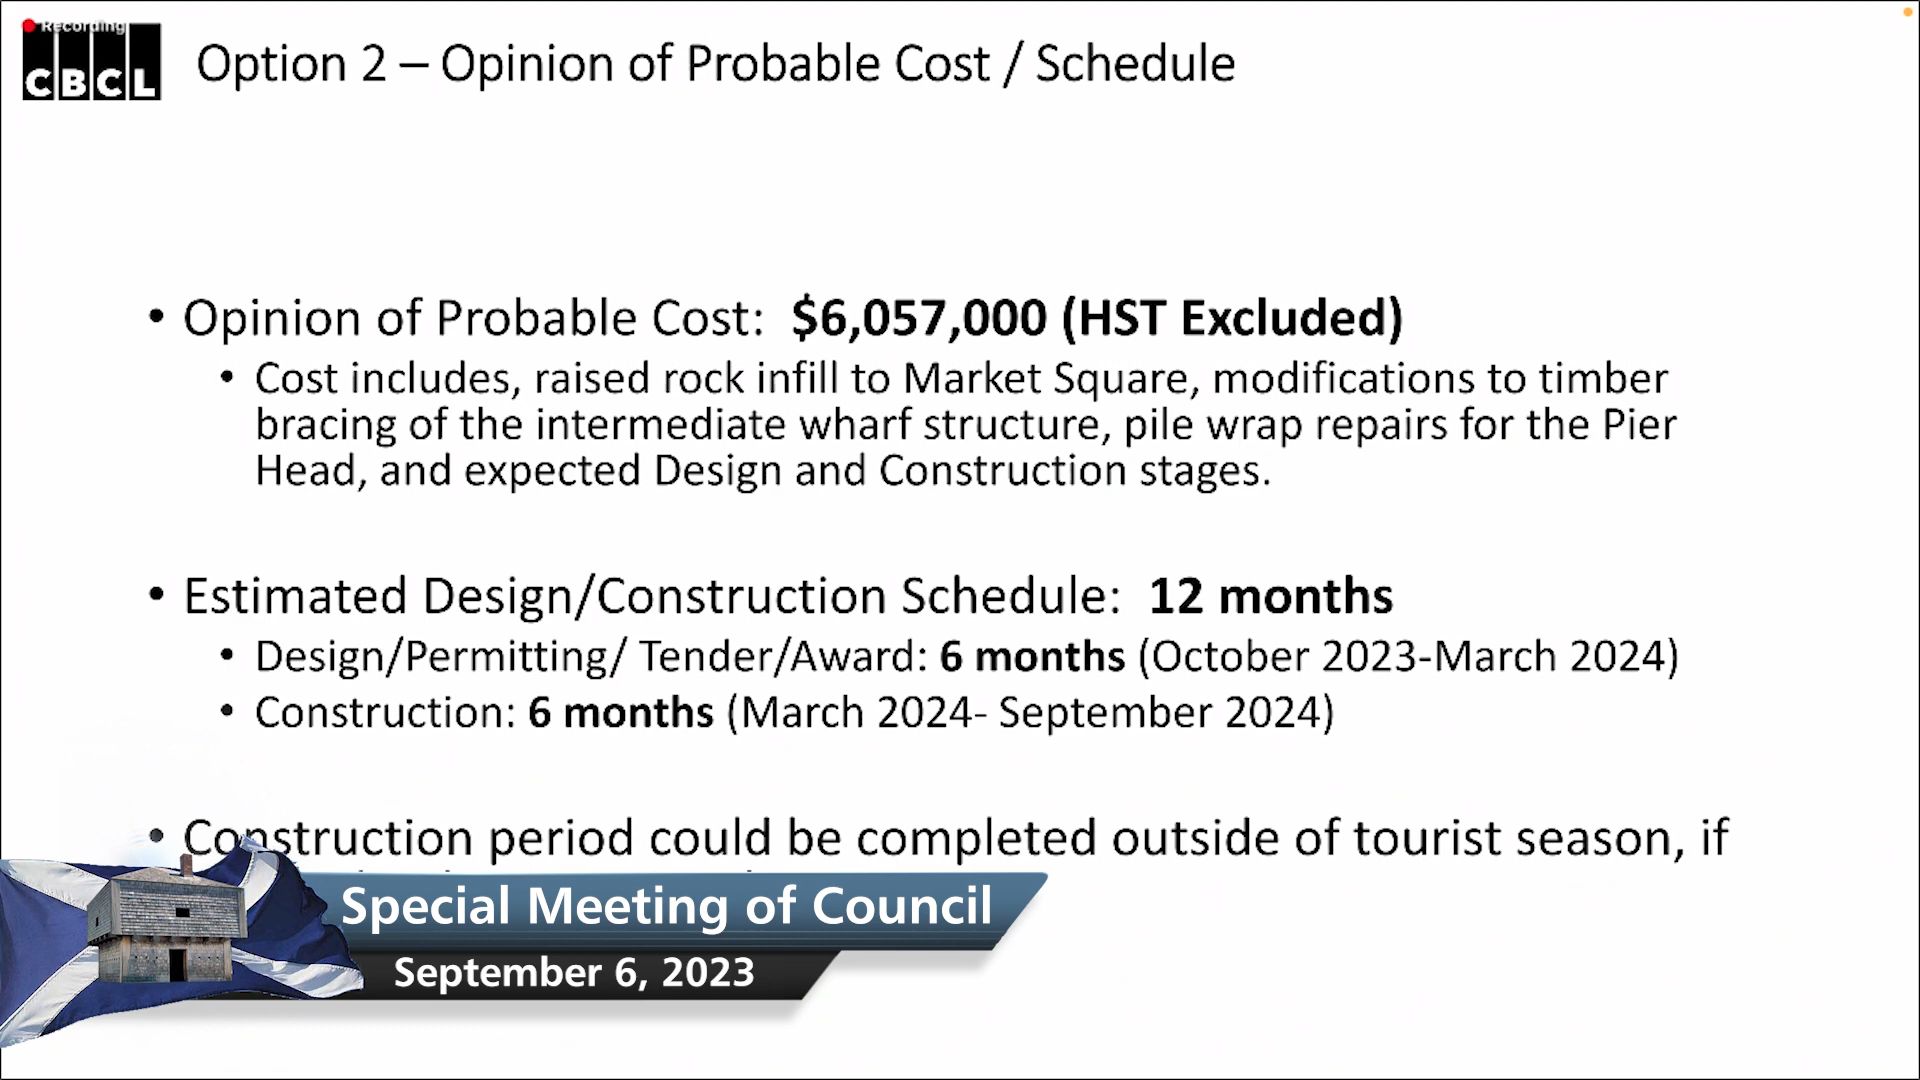 Recording
CBCL
Option 2 – Opinion of Probable Cost / Schedule
• Opinion of Probable Cost: $6,057,000 (HST Excluded)
• Cost includes, raised rock infill to Market Square, modifications to timber
bracing of the intermediate wharf structure, pile wrap repairs for the Pier
Head, and expected Design and Construction stages.
• Estimated Design/Construction Schedule: 12 months
• Design/Permitting/ Tender/Award: 6 months (October 2023-March 2024)
• Construction: 6 months (March 2024- September 2024)
• Construction period could be completed outside of tourist season, if
Special Meeting of Council
September 6, 2023